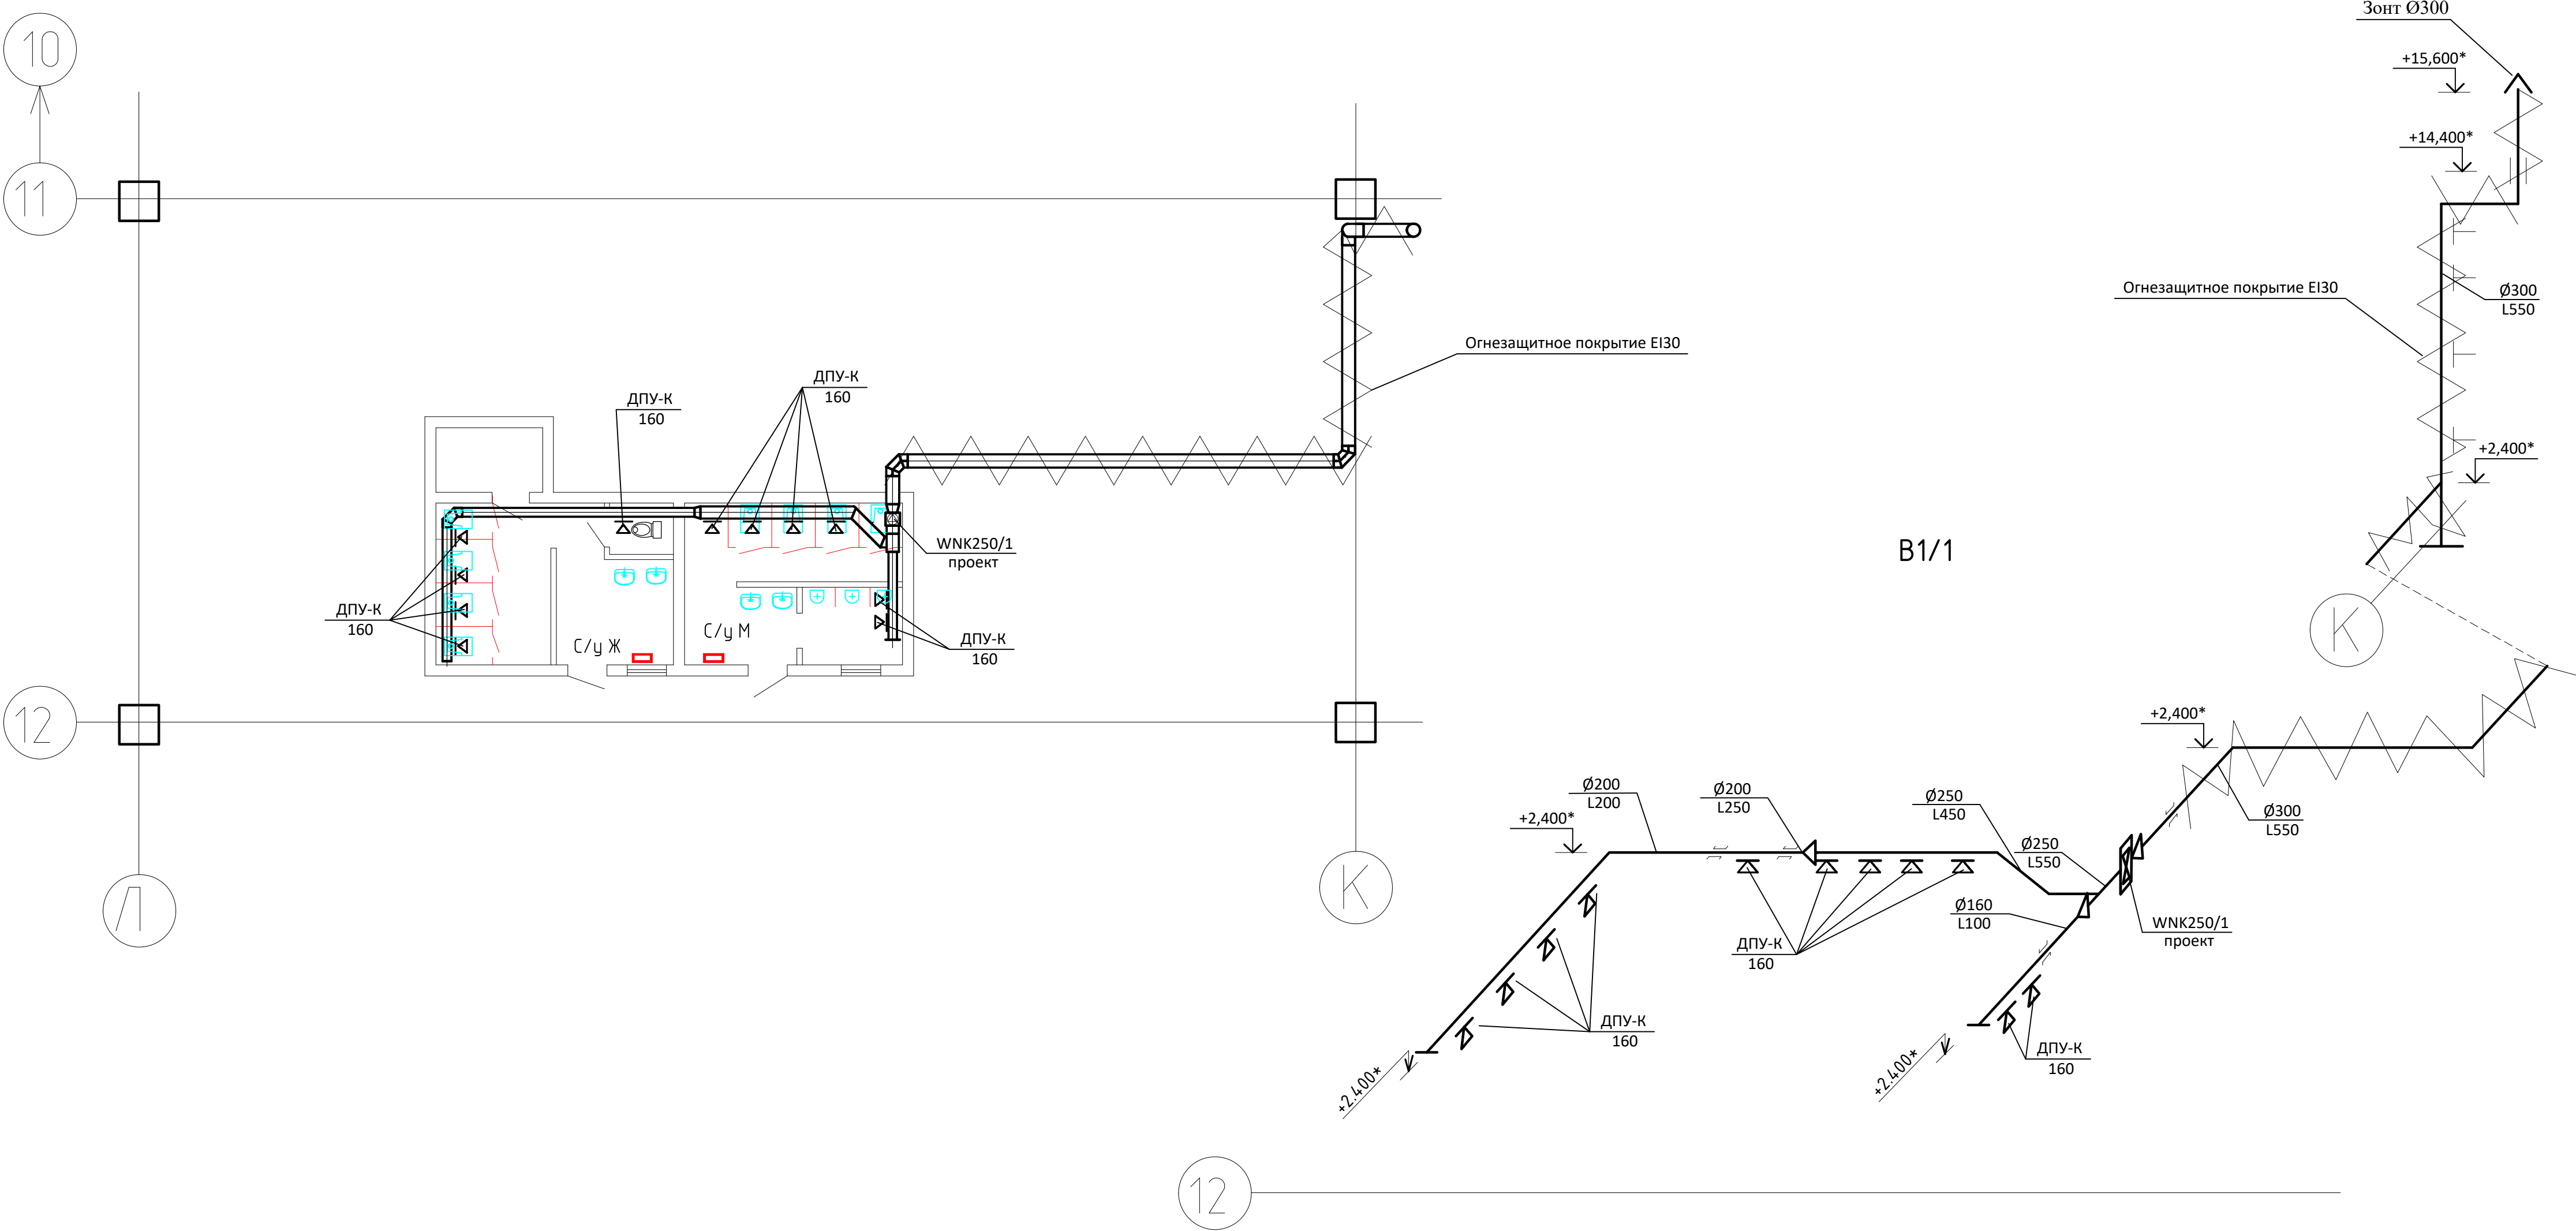 10
11
12
Л
К
ДПУ-К
160
ДПУ-К
160
ДПУ-К
160
ДПУ-К
160
WNK250/1
проект
С/у Ж
С/у М
Огнезащитное покрытие EI30
В1/1
Зонт Ø300
+15,600*
+14,400*
Огнезащитное покрытие EI30
Ø300
L550
+2,400*
К
+2,400*
Ø300
L550
Ø200
L200
Ø200
L250
Ø250
L450
Ø250
L550
+2,400*
Ø160
L100
WNK250/1
проект
ДПУ-К
160
ДПУ-К
160
ДПУ-К
160
+2.400*
+2.400*
12